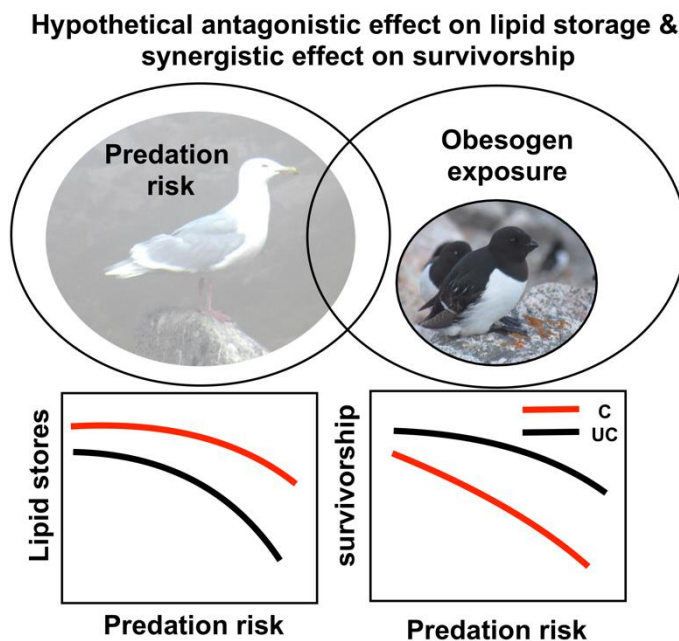 Hypothetical antagonistic effect on lipid storage &
synergistic effect on survivorship
Predation
risk
Obesogen
exposure
Lipid stores
Predation risk
survivorship
C
UC
Predation risk